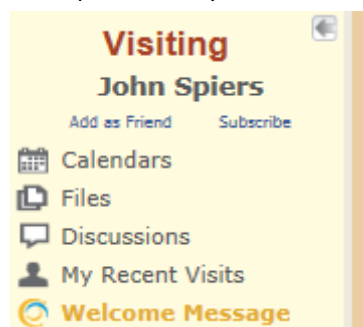 Visiting
John Spiers
Add as Friend Subscribe
Calendars
Files
Discussions
My Recent Visits
Welcome Message